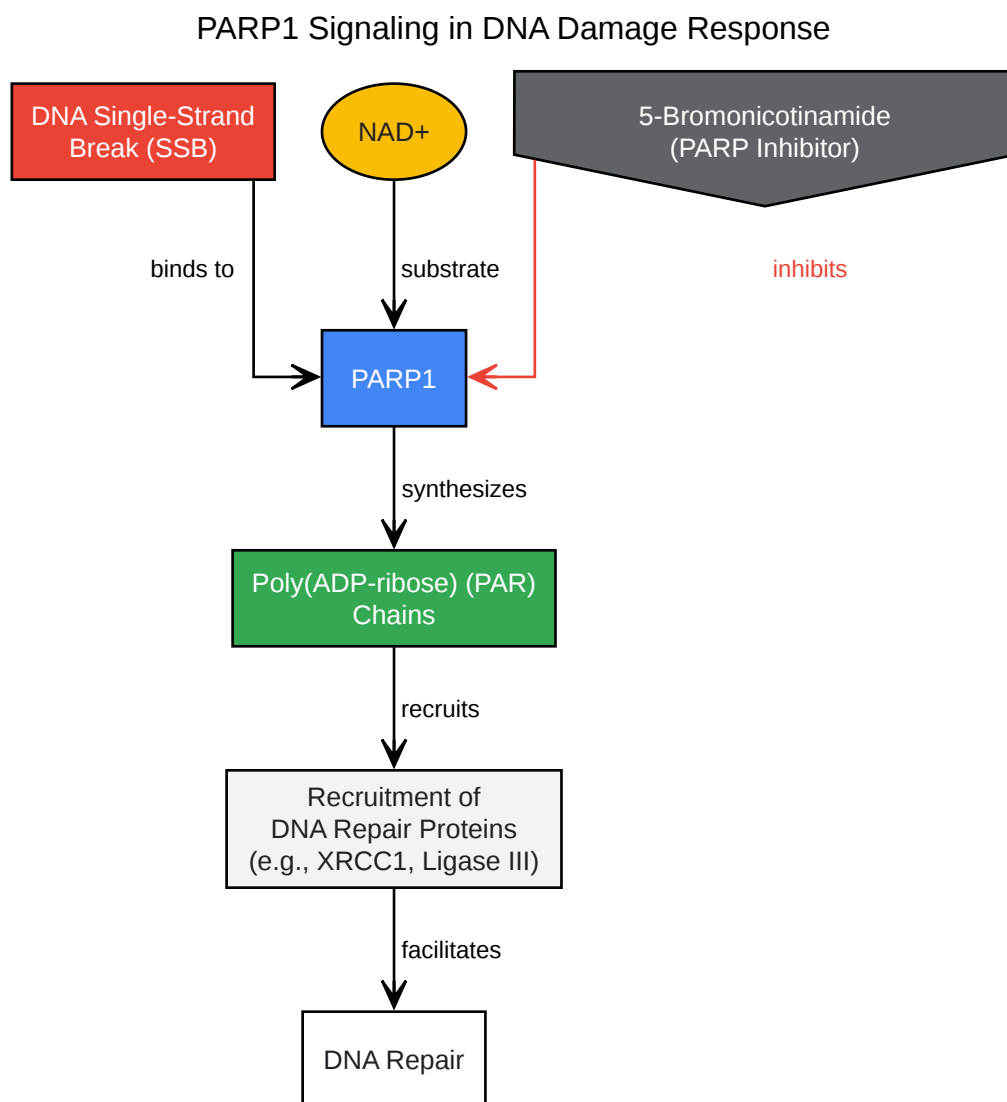 PARP1 Signaling in DNA Damage Response
DNA Single-Strand
Break (SSB)
NAD+
5-Bromonicotinamide
(PARP Inhibitor)
binds to
substrate
inhibits
PARP1
synthesizes
Poly(ADP-ribose) (PAR)
Chains
recruits
Recruitment of
DNA Repair Proteins
(e.g., XRCC1, Ligase III)
facilitates
DNA Repair